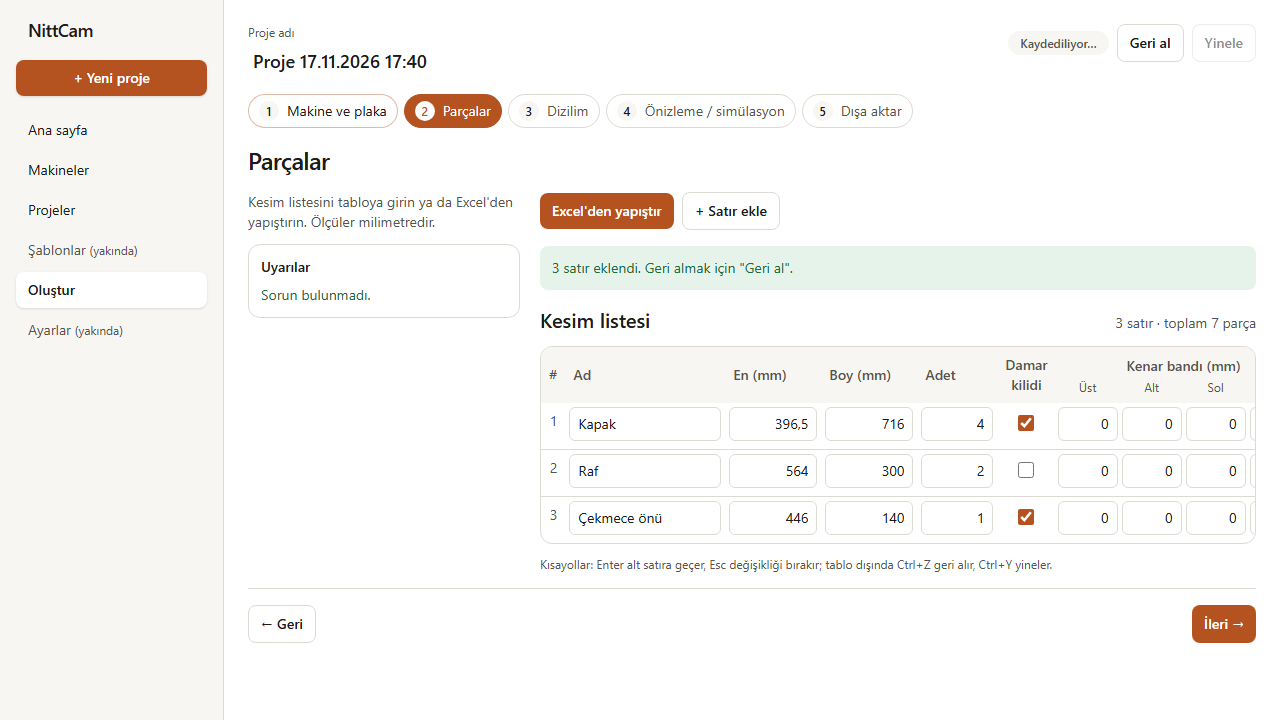 NittCam
+ Yeni proje
Ana sayfa
Makineler
Projeler
Şablonlar (yakında)
Oluştur
Ayarlar (yakında)
Proje adı
Proje 17.11.2026 17:40
Kaydediliyor...
Geri al
Yinele
1 Makine ve plaka
2 Parçalar
3 Dizilim
4 Önizleme / simülasyon
5 Dışa aktar
Parçalar
Kesim listesini tabloya girin ya da Excel'den
yapıştırın. Ölçüler milimetredir.
Uyarılar
Sorun bulunmadı.
Excel'den yapıştır
+ Satır ekle
3 satır eklendi. Geri almak için "Geri al".
Kesim listesi
3 satır · toplam 7 parça
# Ad En (mm) Boy (mm) Adet Damar kilidi Kenar bandı (mm)
Üst Alt Sol
1 Kapak 396,5 716 4 0 0 0
2 Raf 564 300 2 0 0 0
3 Çekmece önü 446 140 1 0 0 0
Kısayollar: Enter alt satıra geçer, Esc değişikliği bırakır; tablo dışında Ctrl+Z geri alır, Ctrl+Y yineler.
← Geri
İleri →